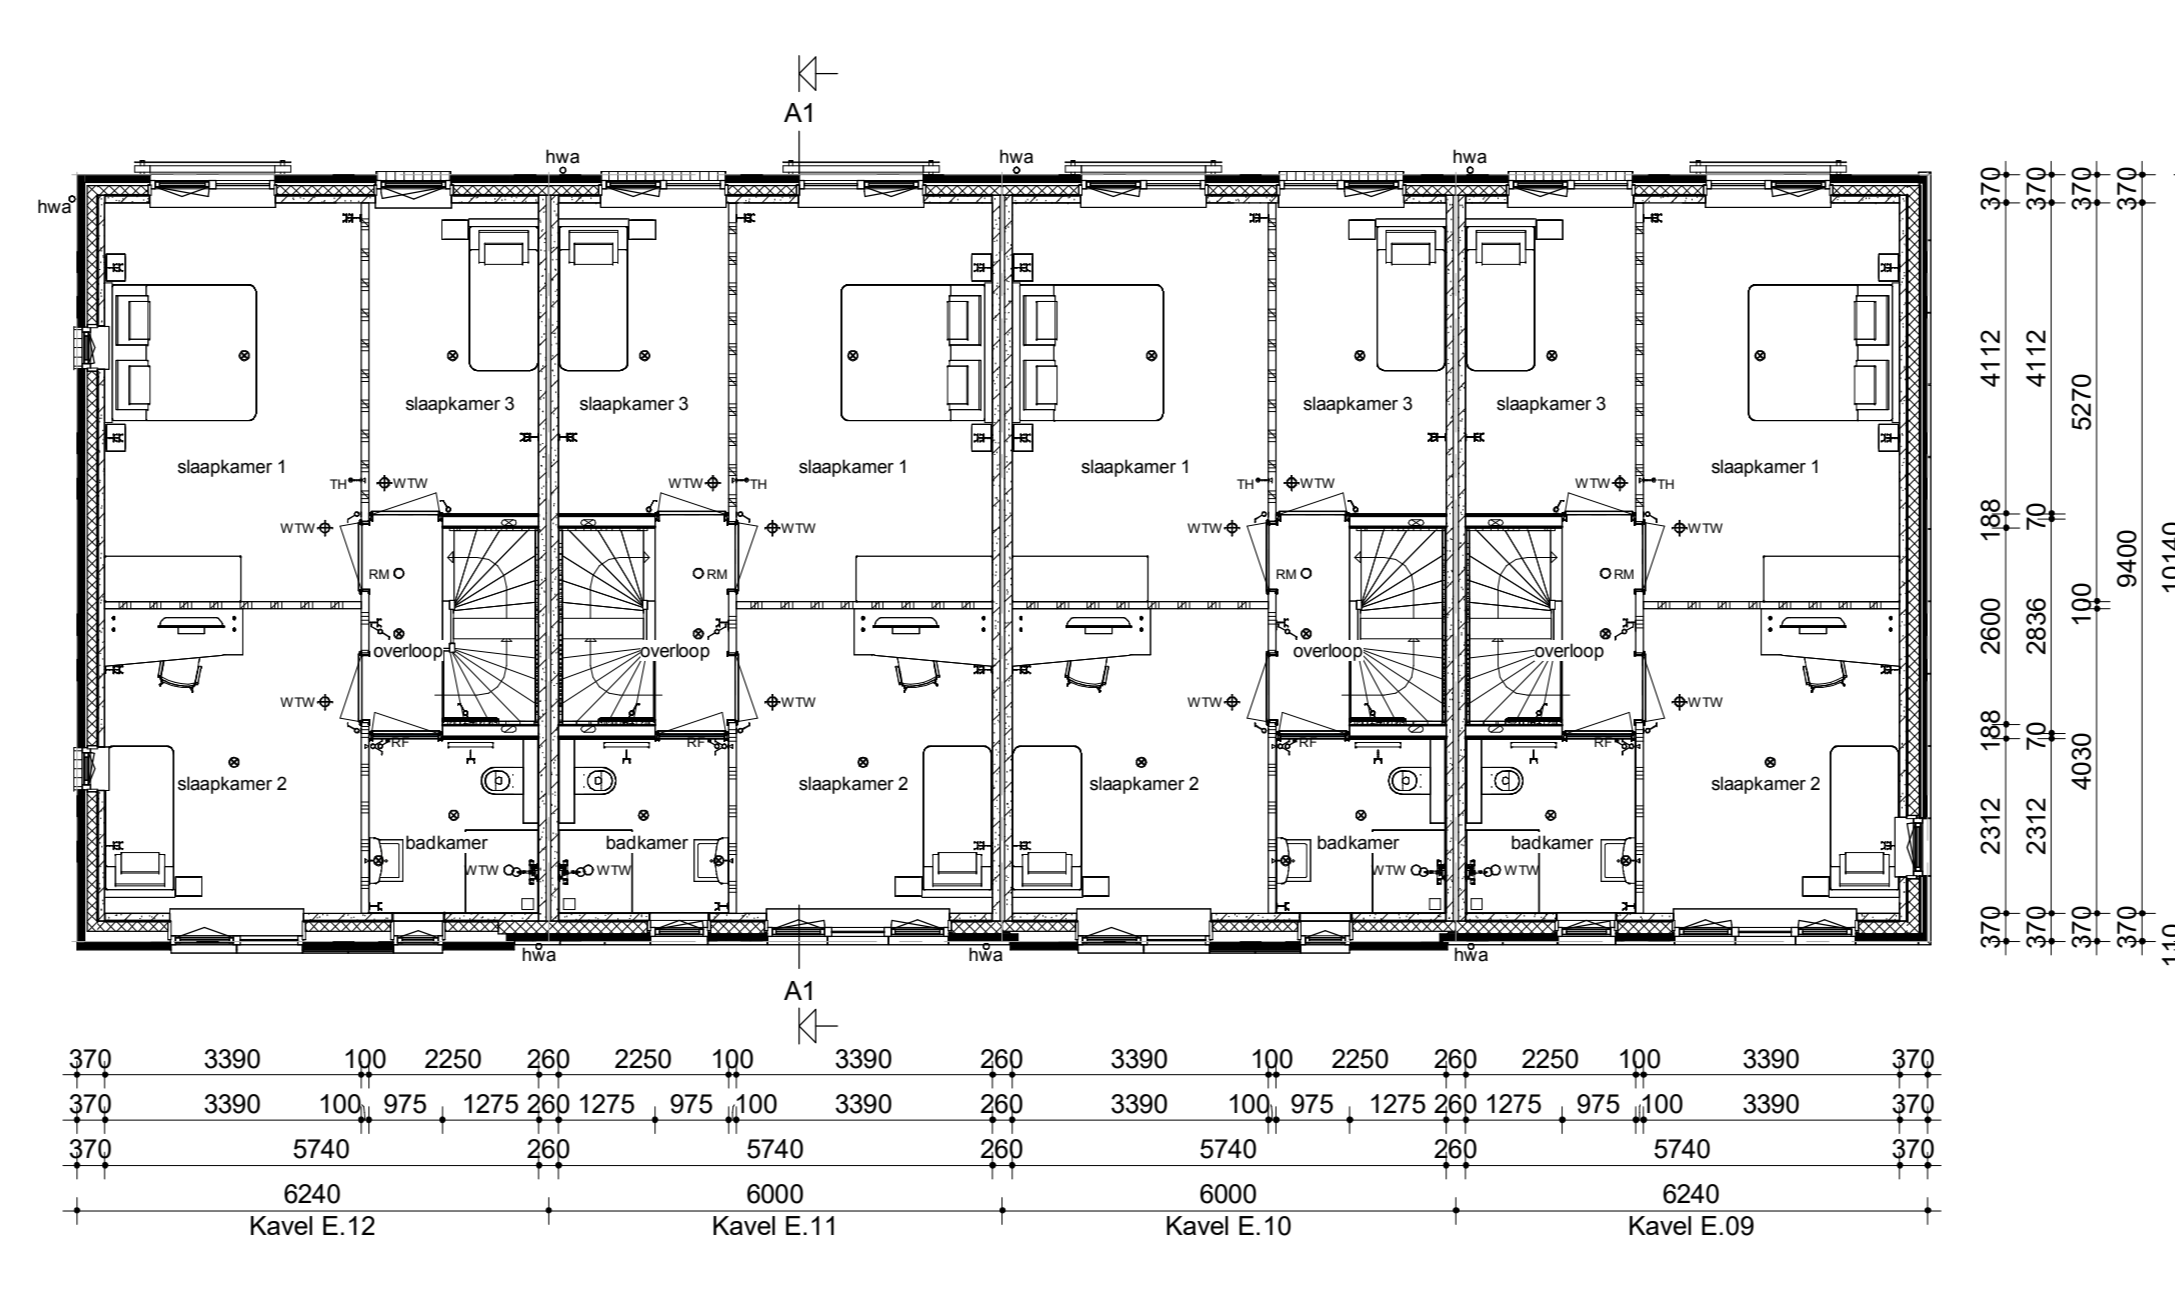 A1
hwa hwa hwa
hwa
370 370 370 370
4112 4112 5270
slaapkamer 3 slaapkamer 3 slaapkamer 3 slaapkamer 3
slaapkamer 1 slaapkamer 1 slaapkamer 1 slaapkamer 1
TH WTW WTW TH TH WTW WTW TH
WTW WTW WTW WTW
188 70 9400 10140
RM RM RM RM
100
2600 2836
overloop overloop overloop overloop
WTW WTW WTW WTW
188 70
RF RF RF RF
4030
slaapkamer 2 slaapkamer 2 slaapkamer 2 slaapkamer 2
2312 2312
badkamer badkamer badkamer badkamer
WTW WTW WTW WTW
370 370 370 370 110
hwa hwa hwa
A1
370 3390 100 2250 260 2250 100 3390 260 3390 100 2250 260 2250 100 3390 370
370 3390 100 975 1275 260 1275 975 100 3390 260 3390 100 975 1275 260 1275 975 100 3390 370
370 5740 260 5740 260 5740 260 5740 370
6240 6000 6000 6240
Kavel E.12 Kavel E.11 Kavel E.10 Kavel E.09